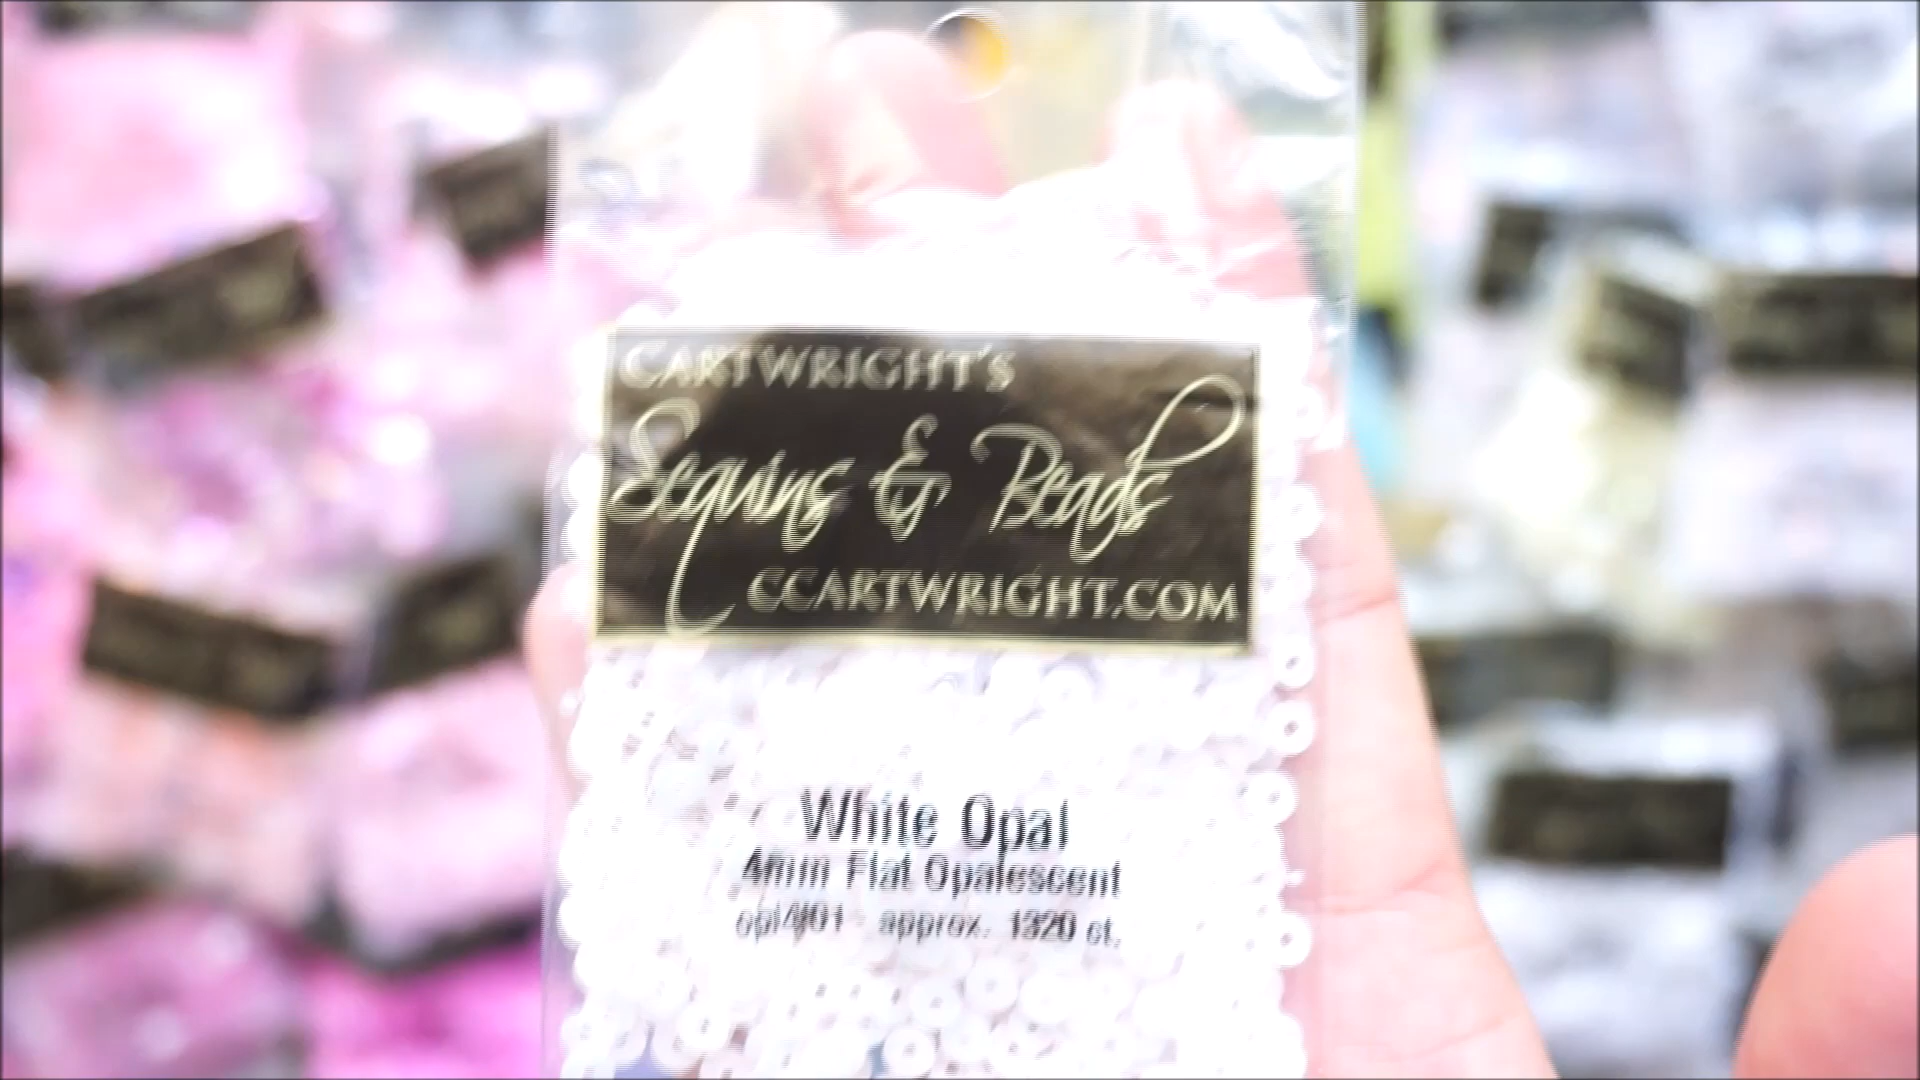 CARTWRIGHT'S
Sequins & Beads
CCARTWRIGHT.COM
White Opal
4mm Flat Opalescent
approx. 1320 ct.